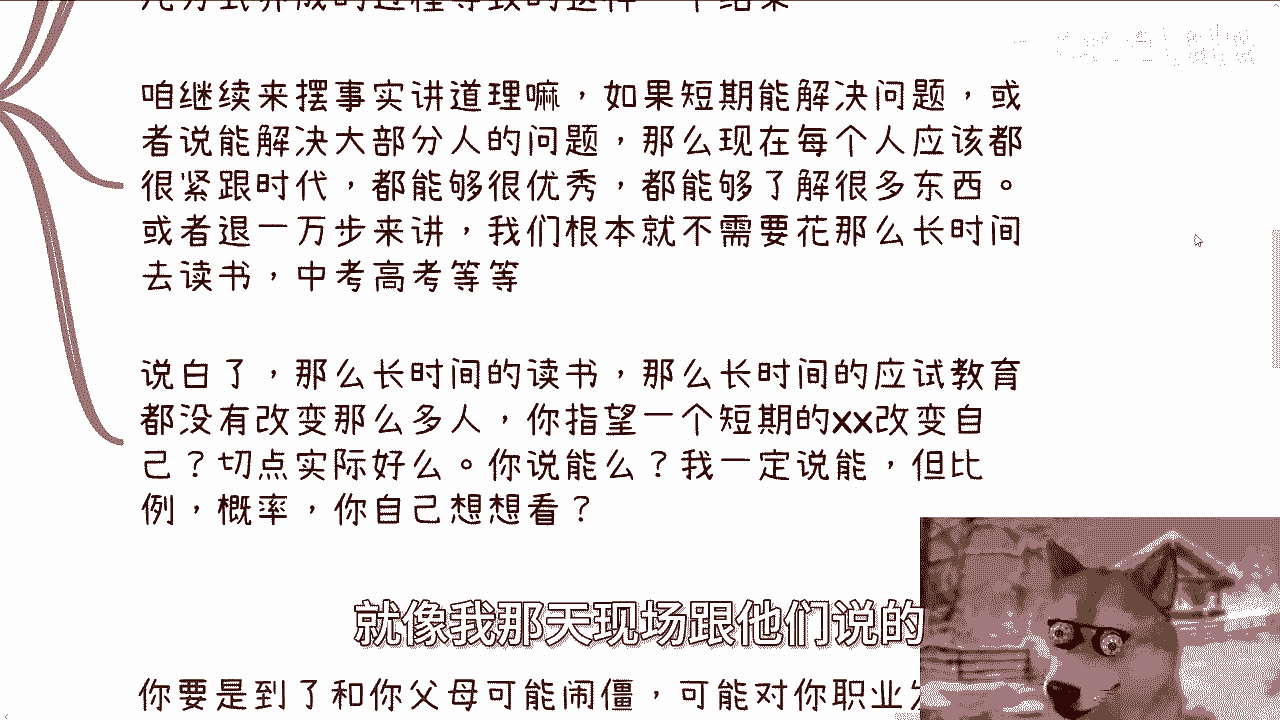 咱继续来摆事实讲道理嘛，如果短期能解决问题，或
者说能解决大部分人的问题，那么现在每个人应该都
很紧跟时代，都能够很优秀，都能够了解很多东西。
或者退一万步来讲，我们根本就不需要花那么长时间
去读书，中考高考等等
说白了，那么长时间的读书，那么长时间的应试教育
都没有改变那么多人，你指望一个短期的xx改变自
己？切点实际好么。你说能么？我一定说能，但比
例，概率，你自己想想看？
就像我那天现场跟他们说的
你要是到了和你父母可能闹僵，可能对你职业